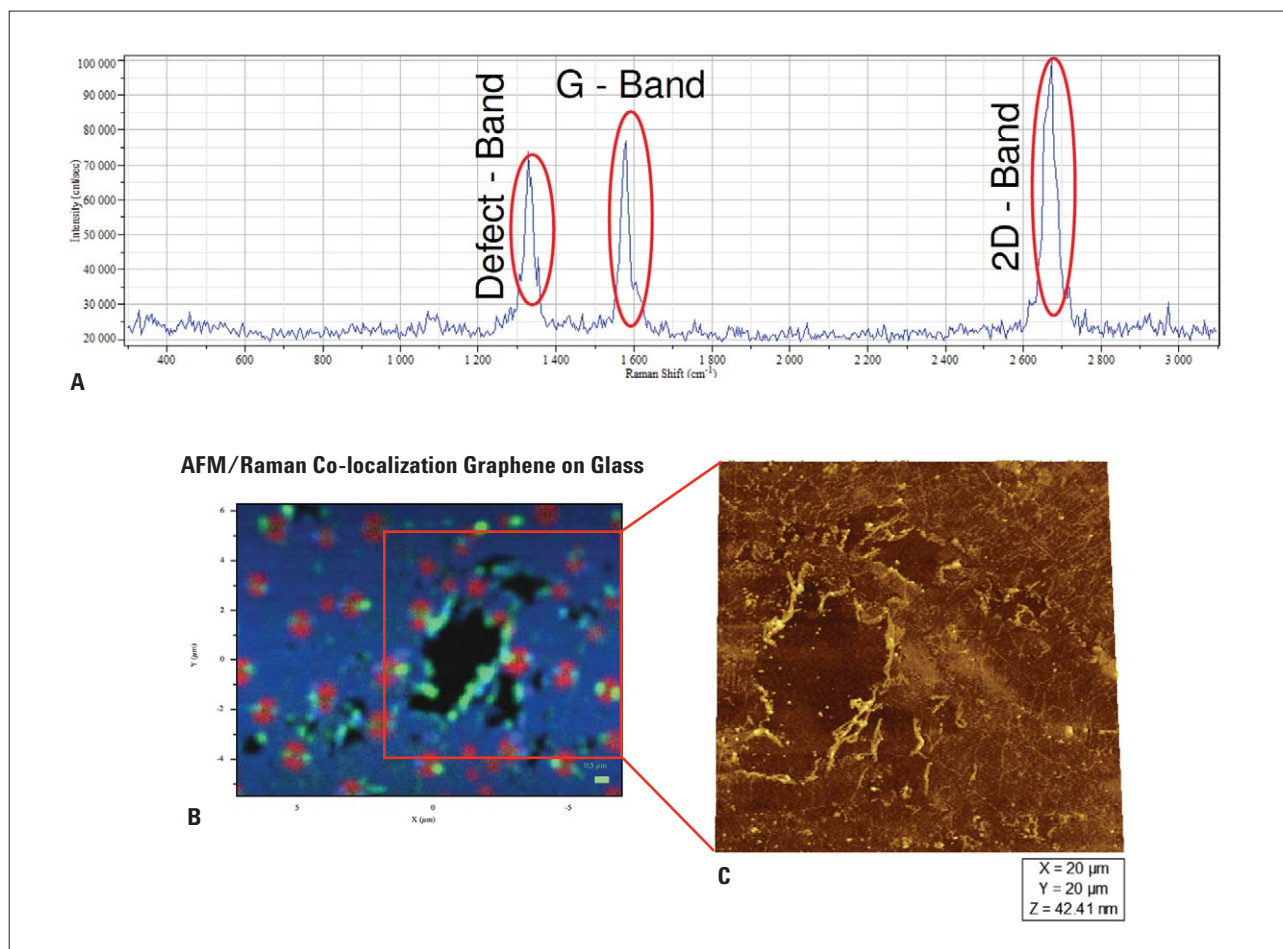 100 000
90 000
80 000
70 000
60 000
50 000
40 000
30 000
20 000
Intensity (cnt/sec)
Defect - Band
G - Band
2D - Band
400
600
800
1 000
1 200
1 400
1 600
1 800
2 000
2 200
2 400
2 600
2 800
3 000
Raman Shift (cm⁻¹)
A
AFM/Raman Co-localization Graphene on Glass
6
4
2
0
-2
-4
Y (µm)
0.5 µm
5
0
-5
X (µm)
B
C
X = 20 µm
Y = 20 µm
Z = 42.41 nm